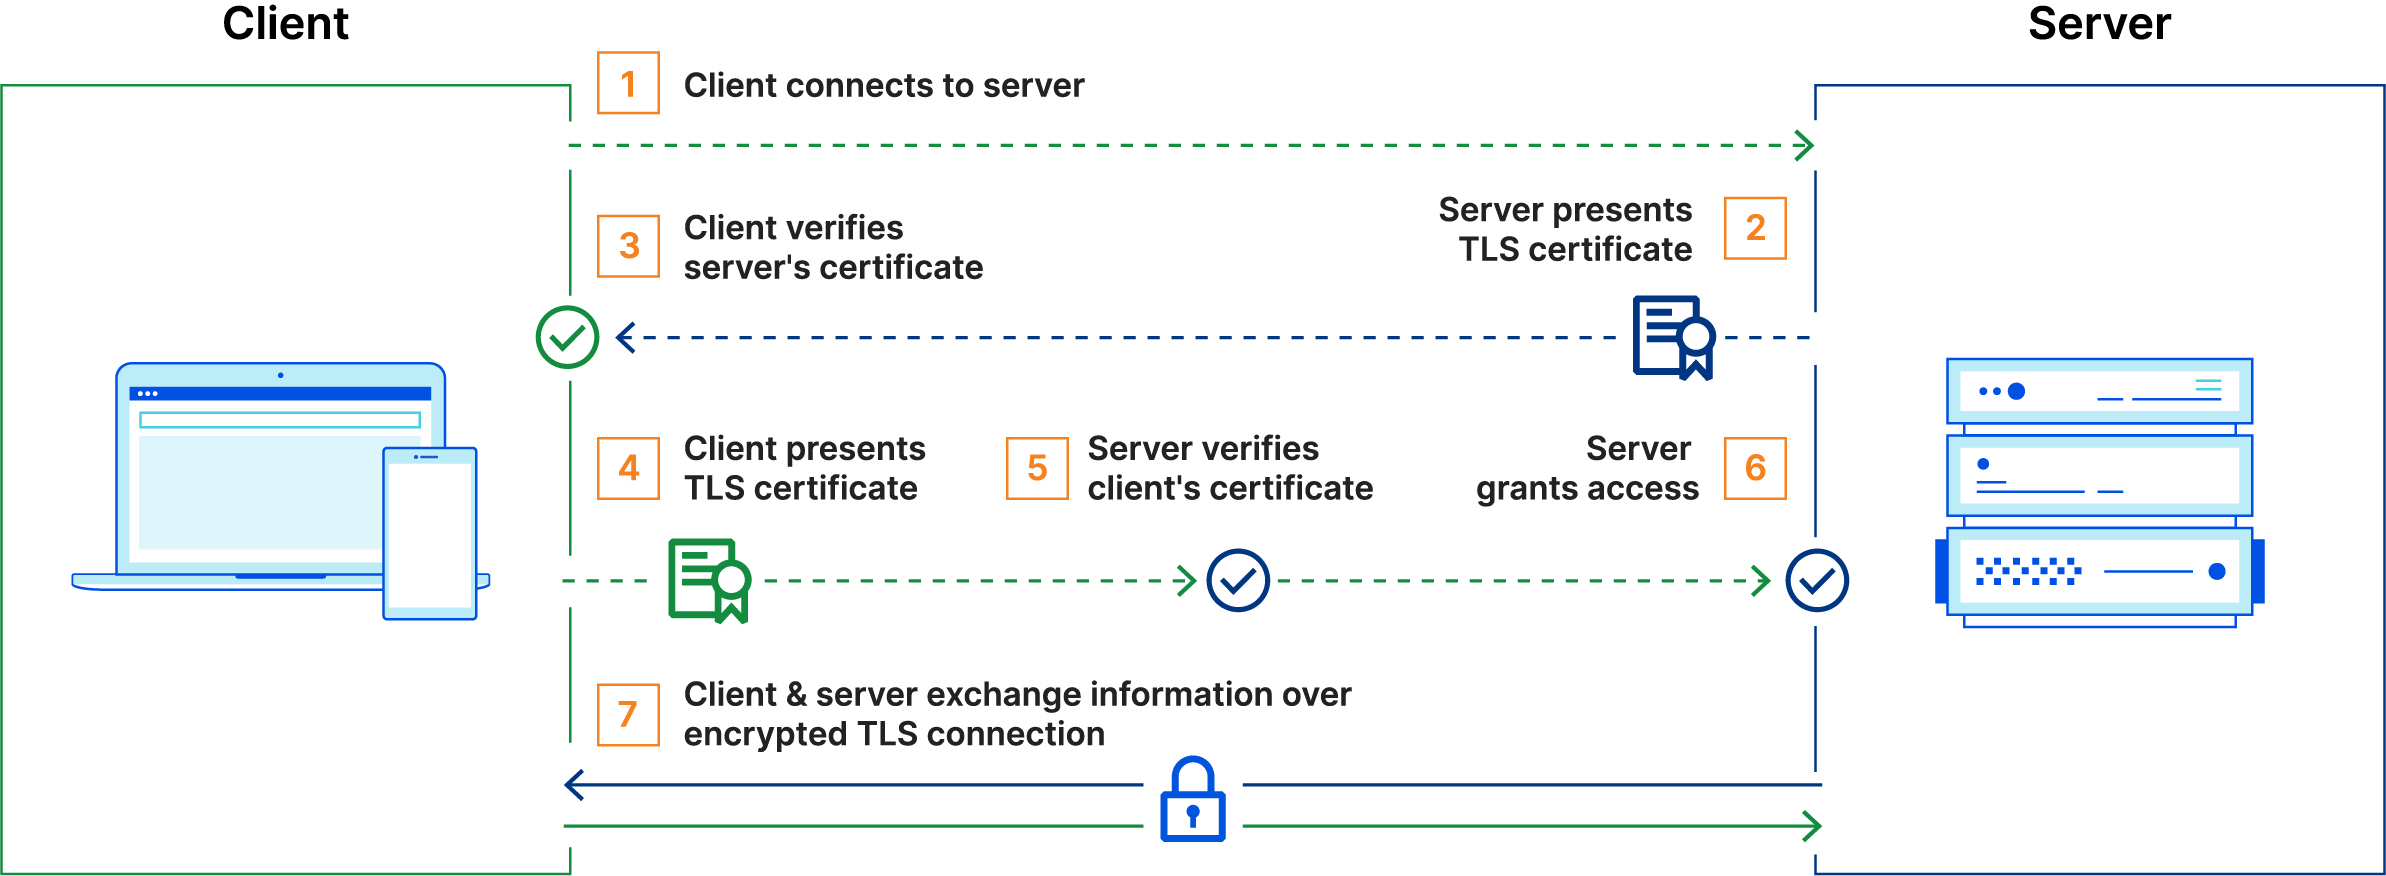 Client
Server
1
Client connects to server
Server presents
TLS certificate
2
3
Client verifies
server's certificate
4
Client presents
TLS certificate
5
Server verifies
client's certificate
Server
grants access
6
7
Client & server exchange information over
encrypted TLS connection